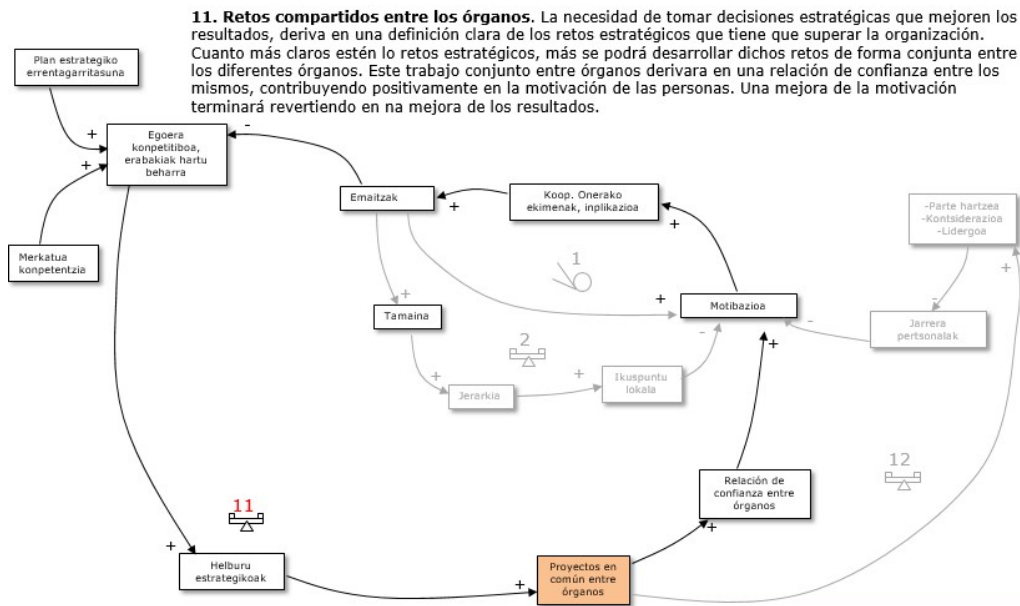 11. Retos compartidos entre los órganos. La necesidad de tomar decisiones estratégicas que mejoren los
resultados, deriva en una definición clara de los retos estratégicos que tiene que superar la organización.
Cuanto más claros estén lo retos estratégicos, más se podrá desarrollar dichos retos de forma conjunta entre
los diferentes órganos. Este trabajo conjunto entre órganos derivara en una relación de confianza entre los
mismos, contribuyendo positivamente en la motivación de las personas. Una mejora de la motivación
terminará revertiendo en na mejora de los resultados.
Plan estrategiko
errentagarritasuna
+
-
Egoera
konpetitiboa,
erabakiak hartu
beharra
+
Merkatua
konpetentzia
Emaitzak
+
Koop. Onerako
ekimenak, inplikazioa
+
-Parte hartzea
-Kontsiderazioa
-Lidergoa
+
1
+
Tamaina
+
Motibazioa
-
Jarrera
pertsonalak
-
-
+
2
+
Jerarkia
+
Ikuspuntu
lokala
12
Relación de
confianza entre
órganos
+
11
+
Helburu
estrategikoak
+
Proyectos en
común entre
órganos